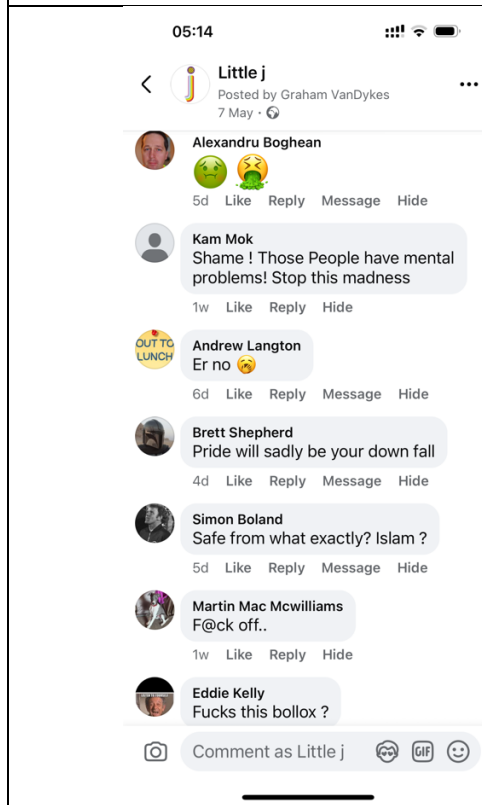 05:14
j
Little j
Posted by Graham VanDykes
7 May ·
Alexandru Boghean
🤢 🤮
5d Like Reply Message Hide
Kam Mok
Shame ! Those People have mental
problems! Stop this madness
1w Like Reply Hide
OUT TO
LUNCH
Andrew Langton
Er no 🥱
6d Like Reply Message Hide
Brett Shepherd
Pride will sadly be your down fall
4d Like Reply Message Hide
Simon Boland
Safe from what exactly? Islam ?
5d Like Reply Message Hide
Martin Mac Mcwilliams
F@ck off..
1w Like Reply Hide
Eddie Kelly
Fucks this bollox ?
Comment as Little j
GIF